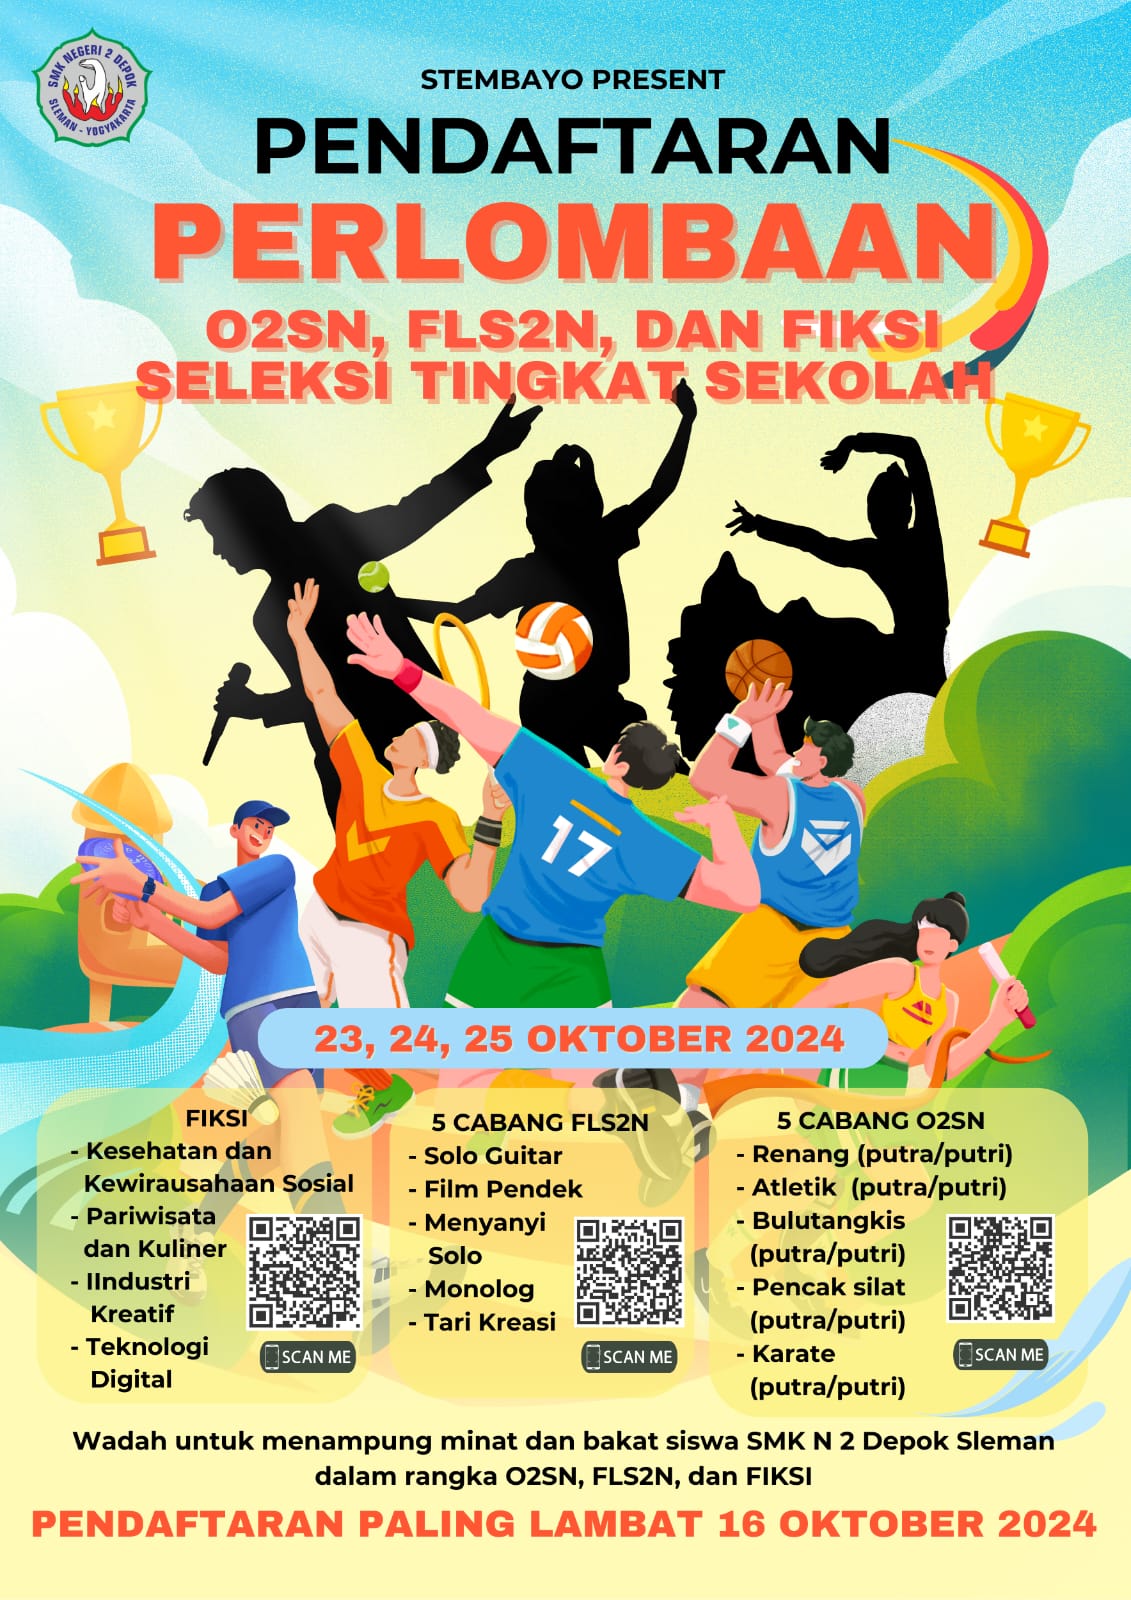 SMK NEGERI 2 DEPOK
SLEMAN - YOGYAKARTA
STEMBAYO PRESENT
PENDAFTARAN
PERLOMBAAN
O2SN, FLS2N, DAN FIKSI
SELEKSI TINGKAT SEKOLAH
17
23, 24, 25 OKTOBER 2024
FIKSI
- Kesehatan dan
Kewirausahaan Sosial
- Pariwisata
dan Kuliner
- IIndustri
Kreatif
- Teknologi
Digital
SCAN ME
5 CABANG FLS2N
- Solo Guitar
- Film Pendek
- Menyanyi
Solo
- Monolog
- Tari Kreasi
SCAN ME
5 CABANG O2SN
- Renang (putra/putri)
- Atletik (putra/putri)
- Bulutangkis
(putra/putri)
- Pencak silat
(putra/putri)
- Karate
(putra/putri)
SCAN ME
Wadah untuk menampung minat dan bakat siswa SMK N 2 Depok Sleman
dalam rangka O2SN, FLS2N, dan FIKSI
PENDAFTARAN PALING LAMBAT 16 OKTOBER 2024